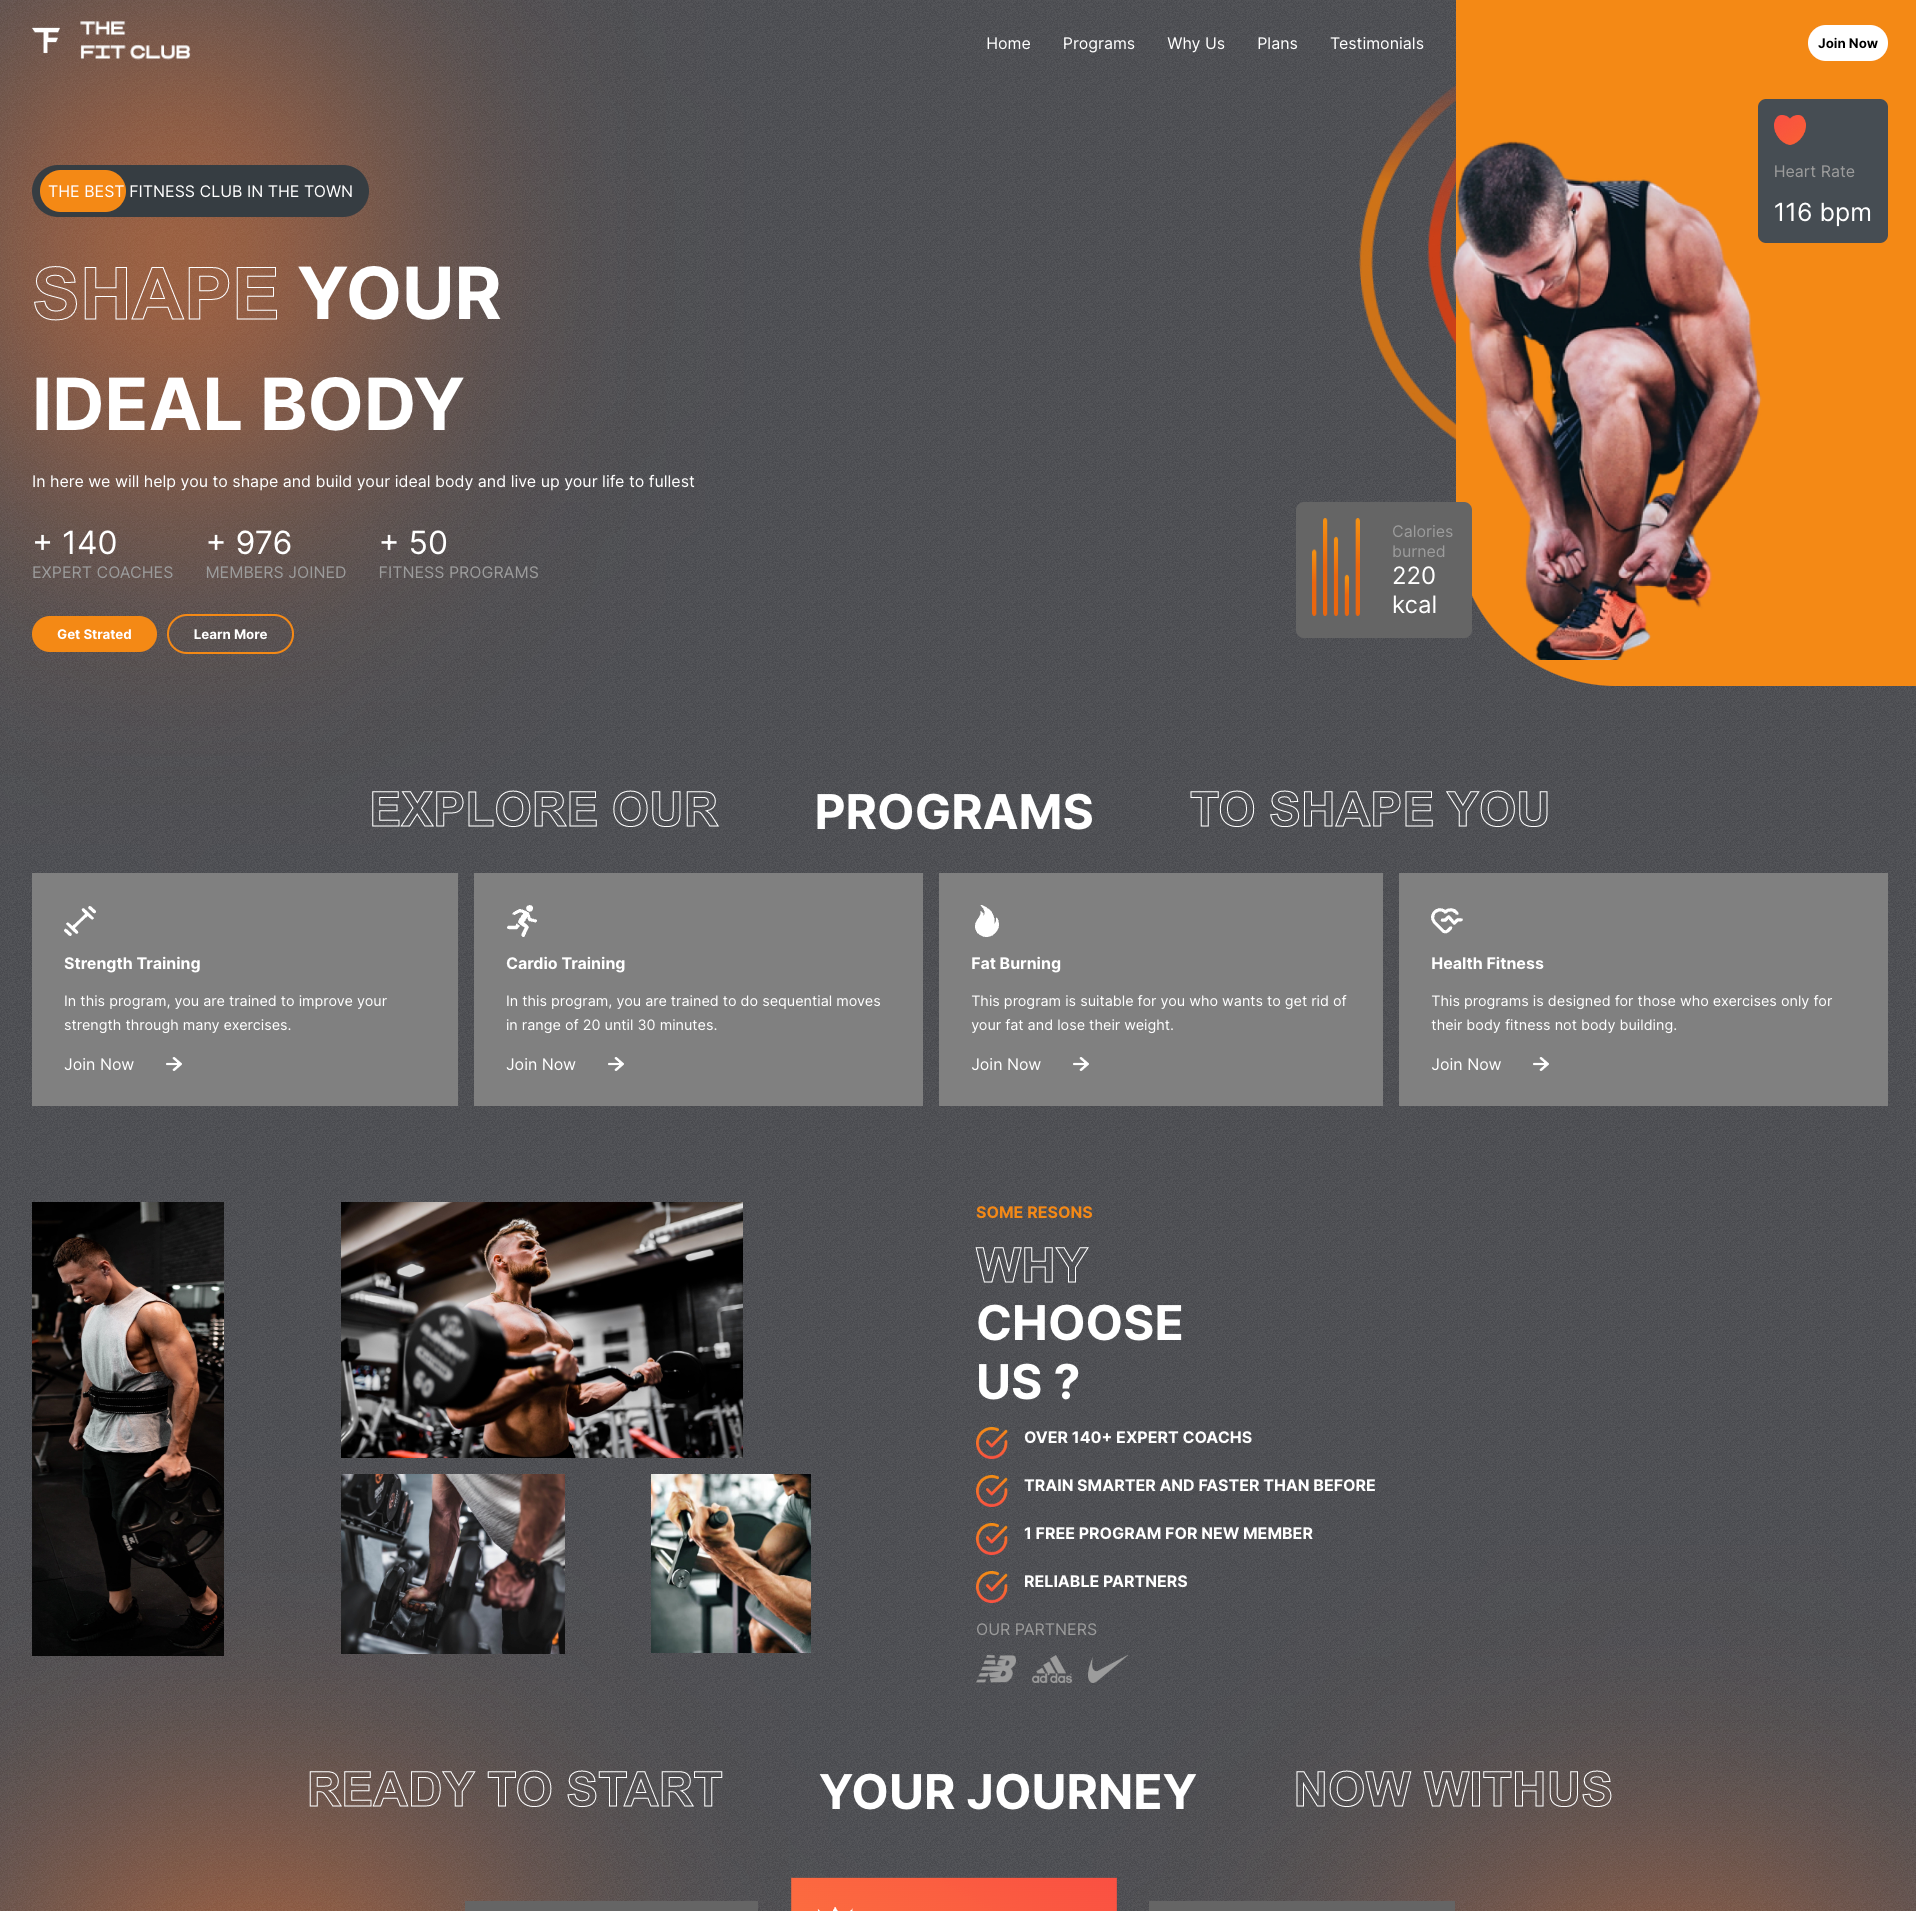 THE
FIT CLUB
Home Programs Why Us Plans Testimonials
Join Now
Heart Rate
116 bpm
THE BEST FITNESS CLUB IN THE TOWN
SHAPE YOUR
IDEAL BODY
In here we will help you to shape and build your ideal body and live up your life to fullest
+ 140 + 976 + 50
EXPERT COACHES MEMBERS JOINED FITNESS PROGRAMS
Get Strated Learn More
Calories
burned
220
kcal
EXPLORE OUR PROGRAMS TO SHAPE YOU
Strength Training
In this program, you are trained to improve your
strength through many exercises.
Join Now
Cardio Training
In this program, you are trained to do sequential moves
in range of 20 until 30 minutes.
Join Now
Fat Burning
This program is suitable for you who wants to get rid of
your fat and lose their weight.
Join Now
Health Fitness
This programs is designed for those who exercises only for
their body fitness not body building.
Join Now
SOME RESONS
WHY
CHOOSE
US ?
OVER 140+ EXPERT COACHS
TRAIN SMARTER AND FASTER THAN BEFORE
1 FREE PROGRAM FOR NEW MEMBER
RELIABLE PARTNERS
OUR PARTNERS
adidas
READY TO START YOUR JOURNEY NOW WITHUS